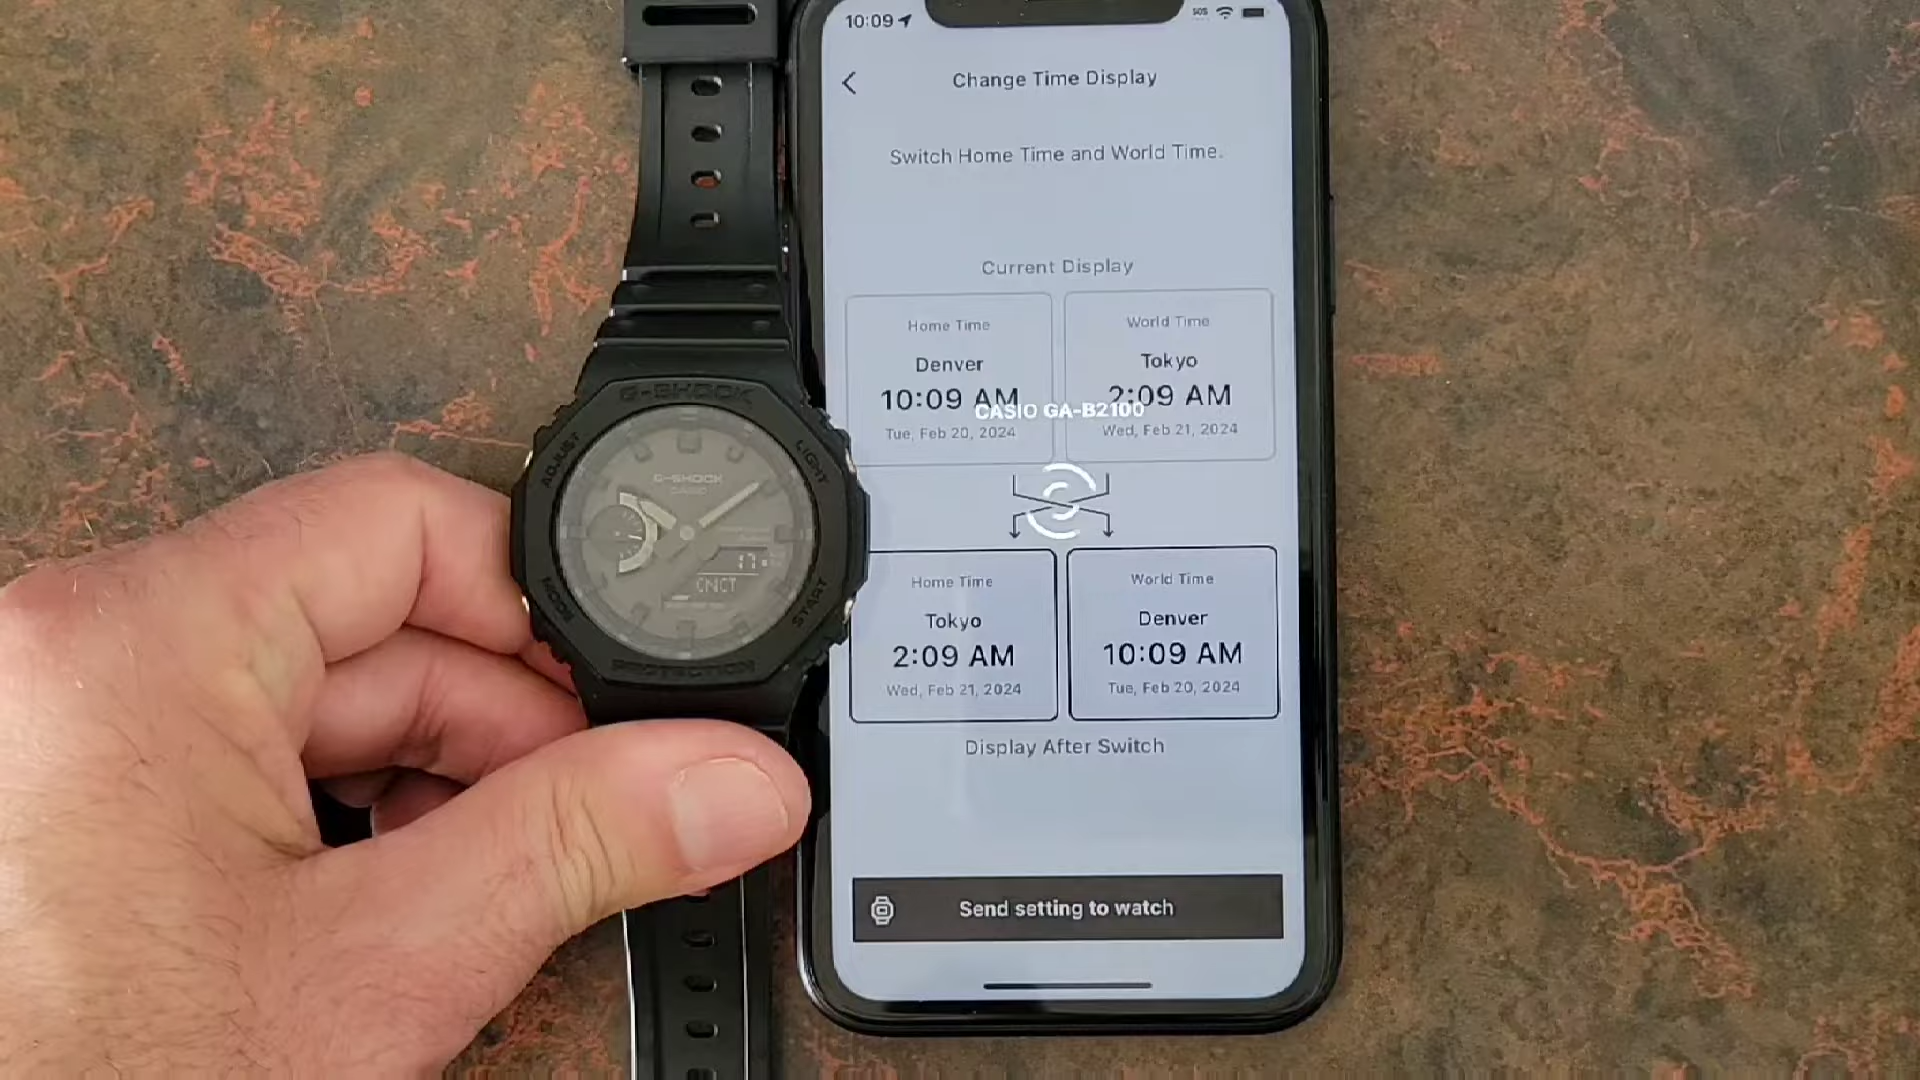 10:09
SOS
Change Time Display
Switch Home Time and World Time.
Current Display
Home Time
Denver
10:09 AM
Tue, Feb 20, 2024
World Time
Tokyo
2:09 AM
Wed, Feb 21, 2024
CASIO GA-B2100
Home Time
Tokyo
2:09 AM
Wed, Feb 21, 2024
World Time
Denver
10:09 AM
Tue, Feb 20, 2024
Display After Switch
Send setting to watch
G-SHOCK
ADJUST
LIGHT
G-SHOCK
CASIO
17
CNCT
MODE
START
PROTECTION